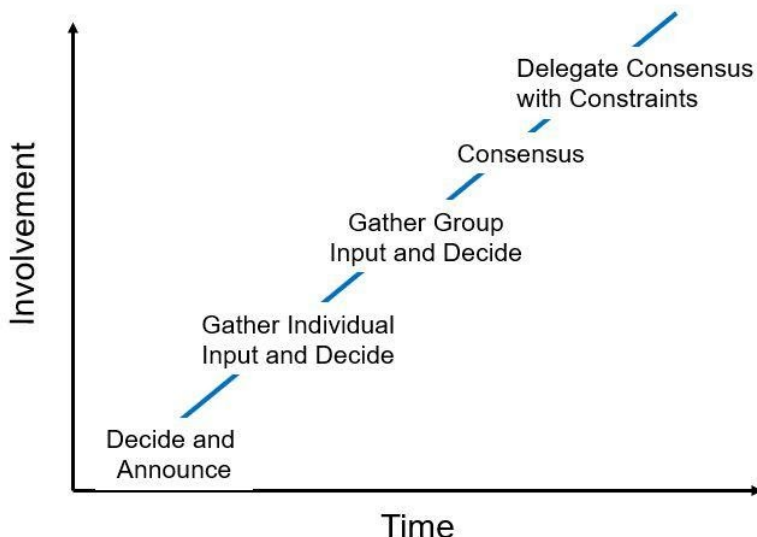 Delegate Consensus
with Constraints
Consensus
Gather Group
Input and Decide
Gather Individual
Input and Decide
Decide and
Announce
Involvement
Time